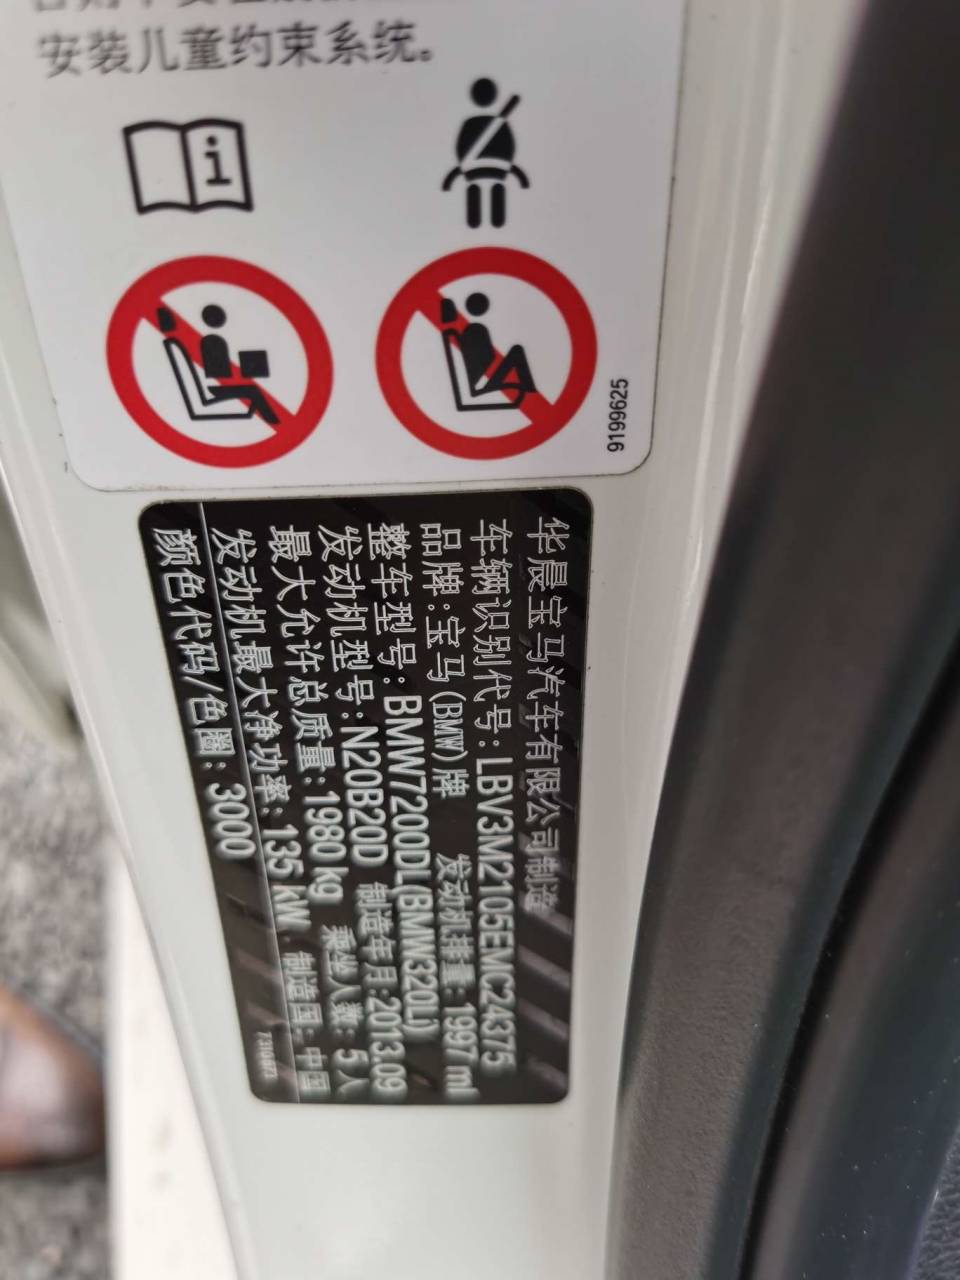 安装儿童约束系统。
9199625
华晨宝马汽车有限公司制造
车辆识别代号:LBV3M2105EMC24375
品牌:宝马(BMW)牌 发动机排量:1997 ml
整车型号:BMW7200DL(BMW320LI)
发动机型号:N20B20D 制造年月:2013.09
最大允许总质量:1980 kg 乘坐人数:5人
发动机最大净功率:135 kW 制造国:中国
颜色代码/色圈:3000